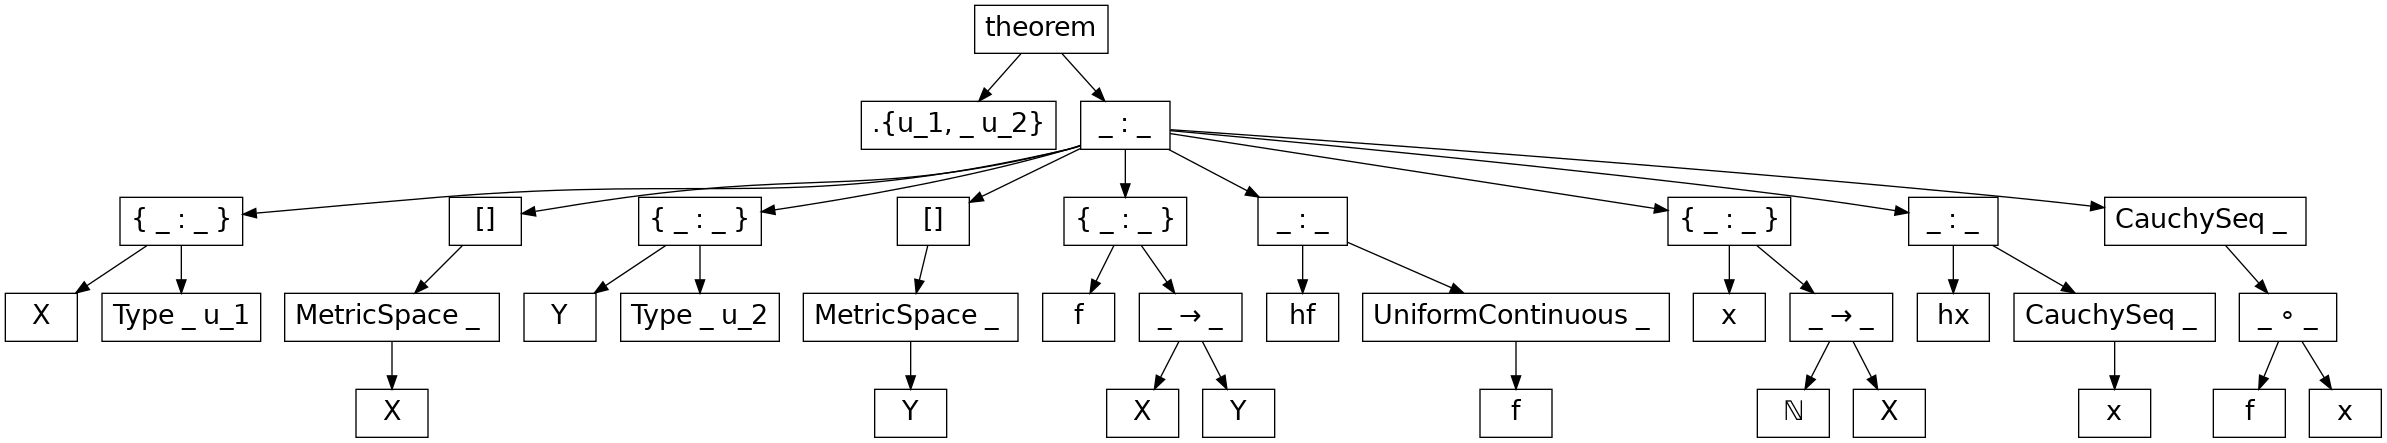 theorem
.{u_1, _ u_2} _ : _
{ _ : _ } [] { _ : _ } [] { _ : _ } _ : _ { _ : _ } _ : _ CauchySeq _
X Type _ u_1 MetricSpace _ Y Type _ u_2 MetricSpace _ f _ → _ hf UniformContinuous _ x _ → _ hx CauchySeq _ _ ∘ _
X Y X Y f ℕ X x f x